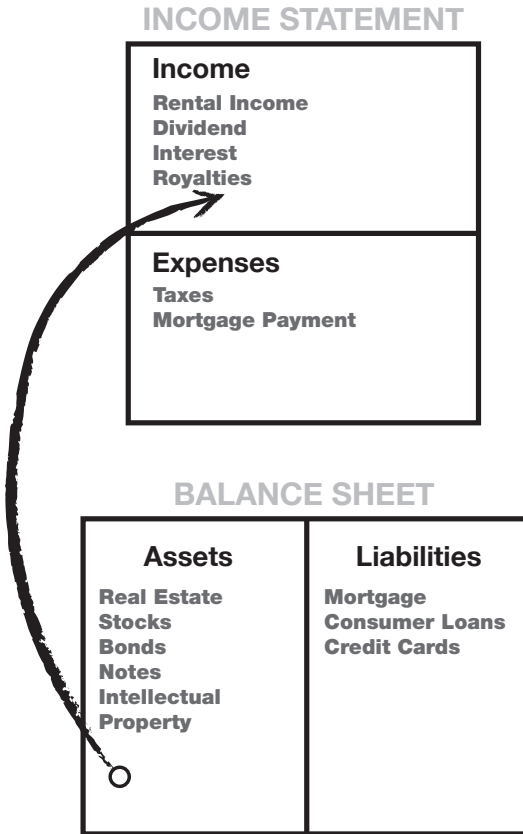 INCOME STATEMENT
Income
Rental Income
Dividend
Interest
Royalties
Expenses
Taxes
Mortgage Payment
BALANCE SHEET
Assets
Real Estate
Stocks
Bonds
Notes
Intellectual
Property
Liabilities
Mortgage
Consumer Loans
Credit Cards